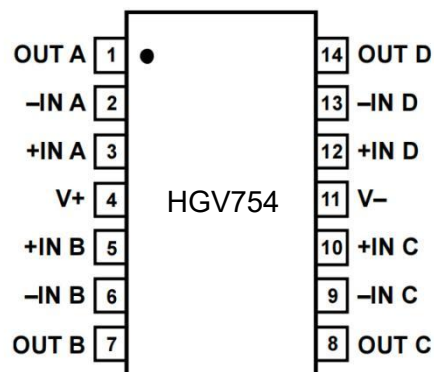 OUT A 1 14 OUT D
–IN A 2 13 –IN D
+IN A 3 12 +IN D
V+ 4 HGV754 11 V–
+IN B 5 10 +IN C
–IN B 6 9 –IN C
OUT B 7 8 OUT C